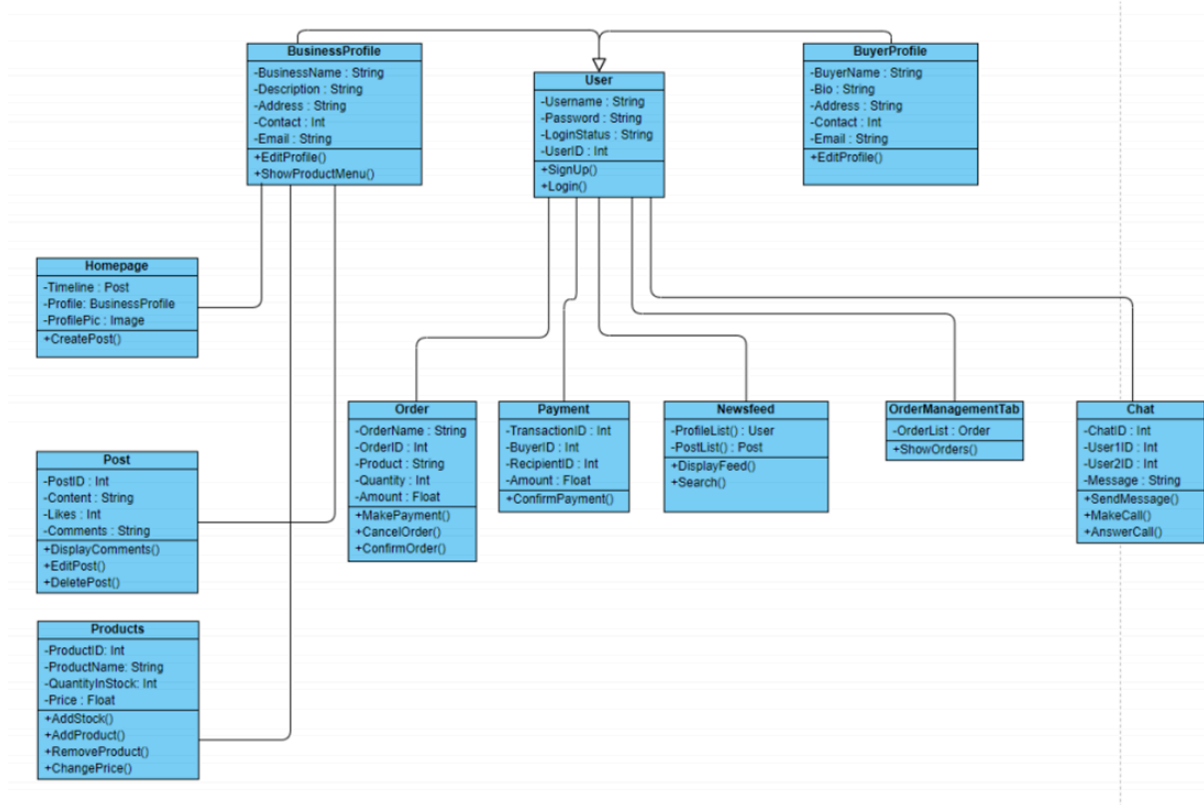 BusinessProfile
-BusinessName : String
-Description : String
-Address : String
-Contact : Int
-Email : String
+EditProfile()
+ShowProductMenu()
User
-Username : String
-Password : String
-LoginStatus : String
-UserID : Int
+SignUp()
+Login()
BuyerProfile
-BuyerName : String
-Bio : String
-Address : String
-Contact : Int
-Email : String
+EditProfile()
Homepage
-Timeline : Post
-Profile: BusinessProfile
-ProfilePic : Image
+CreatePost()
Order
-OrderName : String
-OrderID : Int
-Product : String
-Quantity : Int
-Amount : Float
+MakePayment()
+CancelOrder()
+ConfirmOrder()
Payment
-TransactionID : Int
-BuyerID : Int
-RecipientID : Int
-Amount : Float
+ConfirmPayment()
Newsfeed
-ProfileList() : User
-PostList() : Post
+DisplayFeed()
+Search()
OrderManagementTab
-OrderList : Order
+ShowOrders()
Chat
-ChatID : Int
-User1ID : Int
-User2ID : Int
-Message : String
+SendMessage()
+MakeCall()
+AnswerCall()
Post
-PostID : Int
-Content : String
-Likes : Int
-Comments : String
+DisplayComments()
+EditPost()
+DeletePost()
Products
-ProductID: Int
-ProductName: String
-QuantityInStock: Int
-Price : Float
+AddStock()
+AddProduct()
+RemoveProduct()
+ChangePrice()